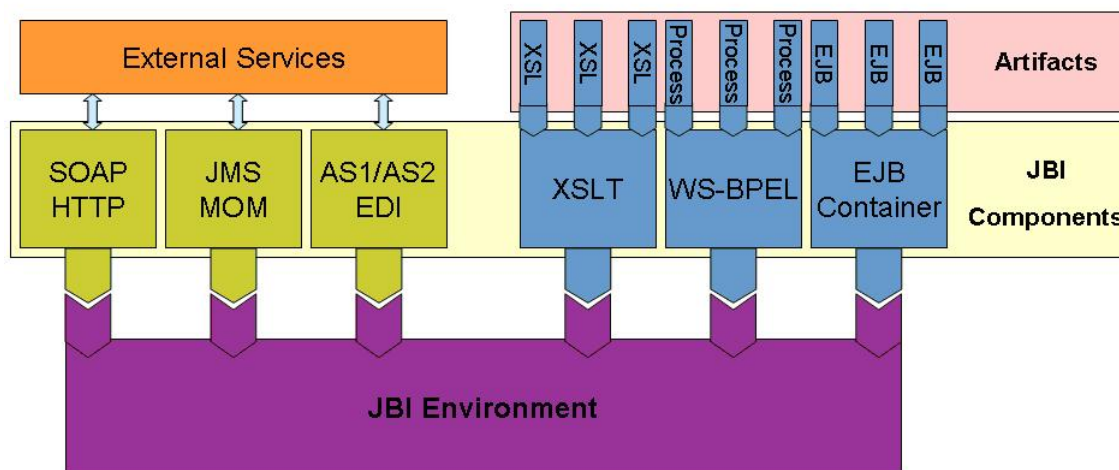 External Services
XSL
XSL
XSL
Process
Process
Process
EJB
EJB
EJB
Artifacts
SOAP
HTTP
JMS
MOM
AS1/AS2
EDI
XSLT
WS-BPEL
EJB
Container
JBI
Components
JBI Environment